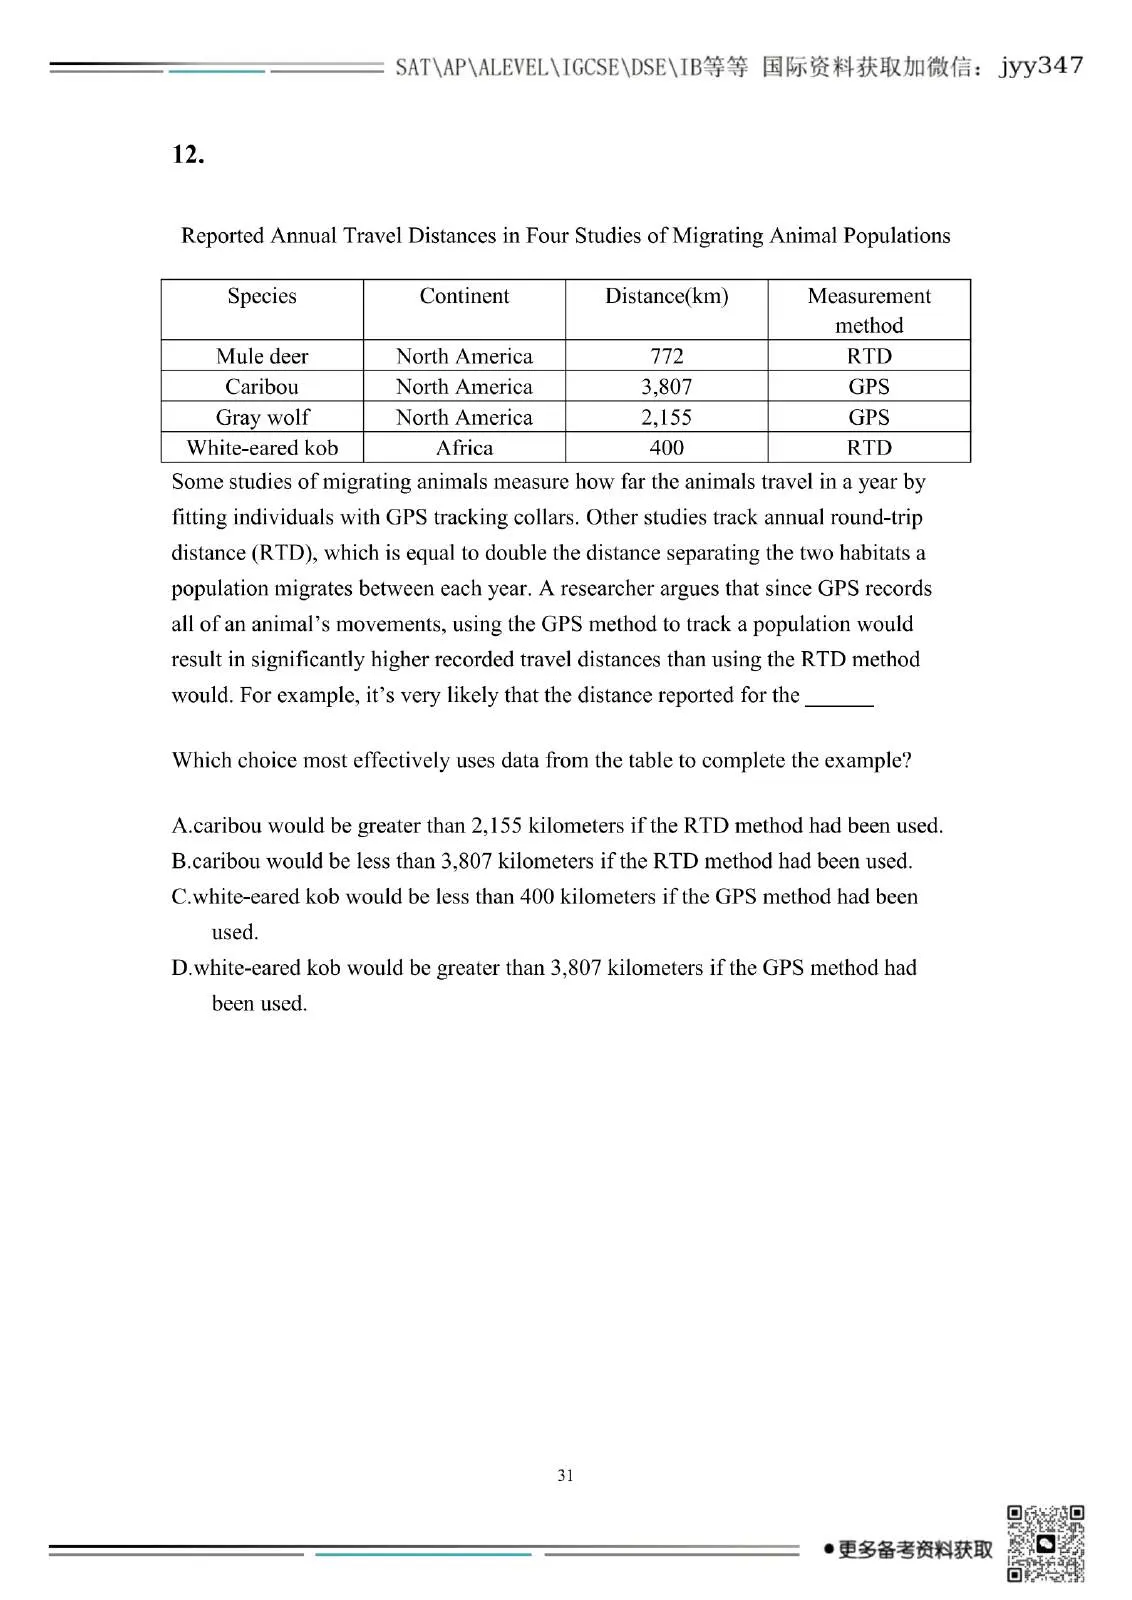 SAT\AP\ALEVEL\IGCSE\DSE\IB等等 国际资料获取加微信：jyy347
12.
Reported Annual Travel Distances in Four Studies of Migrating Animal Populations
Species Continent Distance(km) Measurement method
Mule deer North America 772 RTD
Caribou North America 3,807 GPS
Gray wolf North America 2,155 GPS
White-eared kob Africa 400 RTD
Some studies of migrating animals measure how far the animals travel in a year by
fitting individuals with GPS tracking collars. Other studies track annual round-trip
distance (RTD), which is equal to double the distance separating the two habitats a
population migrates between each year. A researcher argues that since GPS records
all of an animal's movements, using the GPS method to track a population would
result in significantly higher recorded travel distances than using the RTD method
would. For example, it's very likely that the distance reported for the ______
Which choice most effectively uses data from the table to complete the example?
A.caribou would be greater than 2,155 kilometers if the RTD method had been used.
B.caribou would be less than 3,807 kilometers if the RTD method had been used.
C.white-eared kob would be less than 400 kilometers if the GPS method had been
used.
D.white-eared kob would be greater than 3,807 kilometers if the GPS method had
been used.
31
●更多备考资料获取